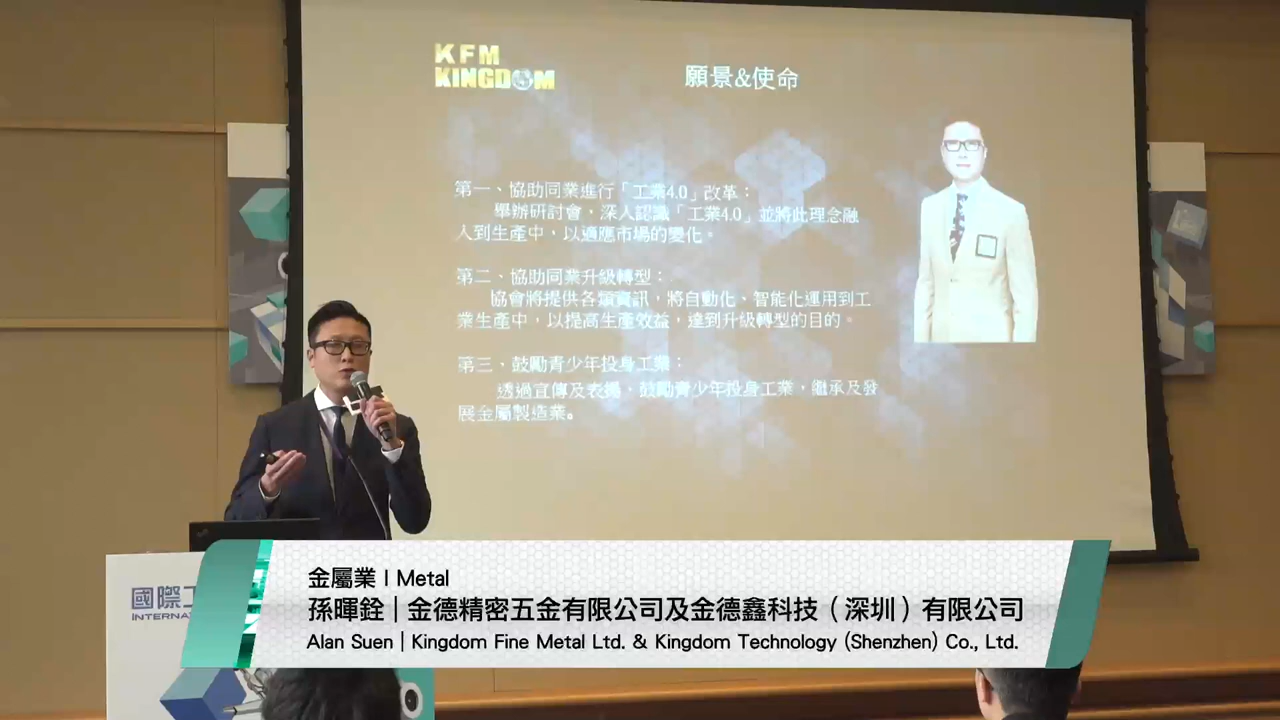 KFM
KINGDOM
願景&使命
第一、協助同業進行「工業4.0」改革：
舉辦研討會，深入認識「工業4.0」並將此理念融
入到生產中，以適應市場的變化。
第二、協助同業升級轉型：
協會將提供各類資訊，將自動化、智能化運用到工
業生產中，以提高生產效益，達到升級轉型的目的。
第三、鼓勵青少年投身工業：
透過宣傳及表揚，鼓勵青少年投身工業，繼承及發
展金屬製造業。
國際工
INTERNAT
金屬業 | Metal
孫暉銓 | 金德精密五金有限公司及金德鑫科技（深圳）有限公司
Alan Suen | Kingdom Fine Metal Ltd. & Kingdom Technology (Shenzhen) Co., Ltd.